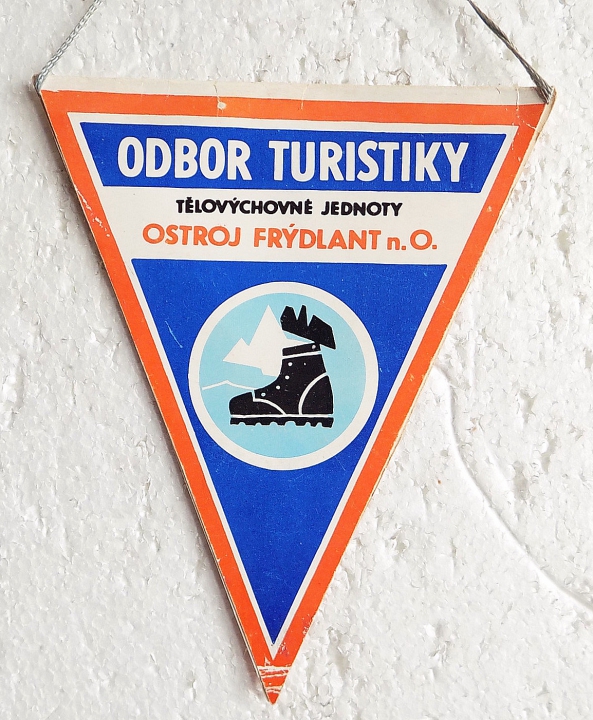 ODBOR TURISTIKY
TĚLOVÝCHOVNÉ JEDNOTY
OSTROJ FRÝDLANT n.O.